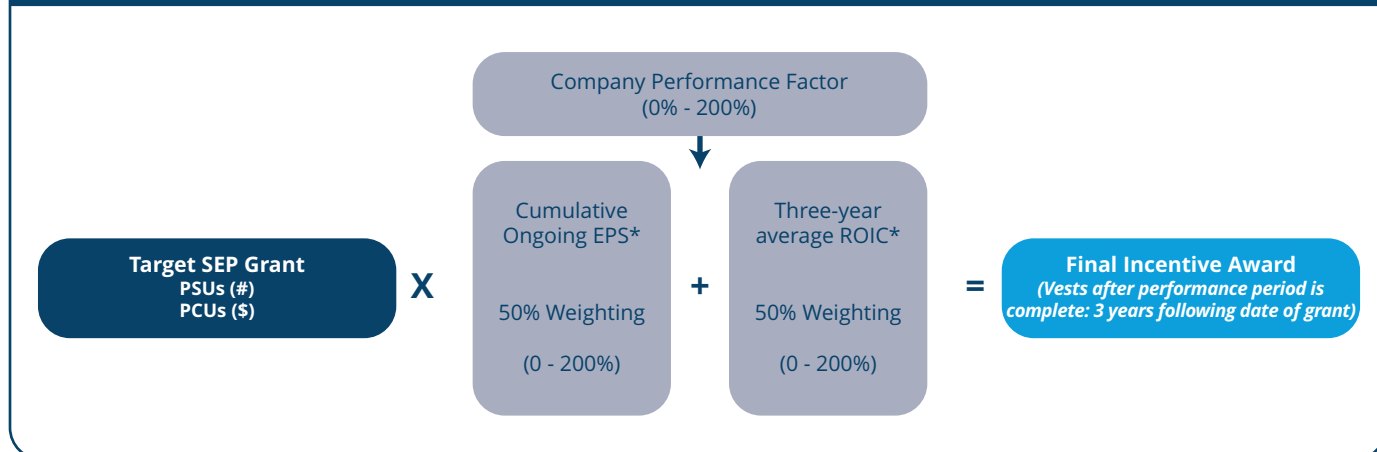 Company Performance Factor
(0% - 200%)
Cumulative
Ongoing EPS*
50% Weighting
(0 - 200%)
Three-year
average ROIC*
50% Weighting
(0 - 200%)
Target SEP Grant
PSUs (#)
PCUs ($)
X
+
=
Final Incentive Award
(Vests after performance period is
complete: 3 years following date of grant)